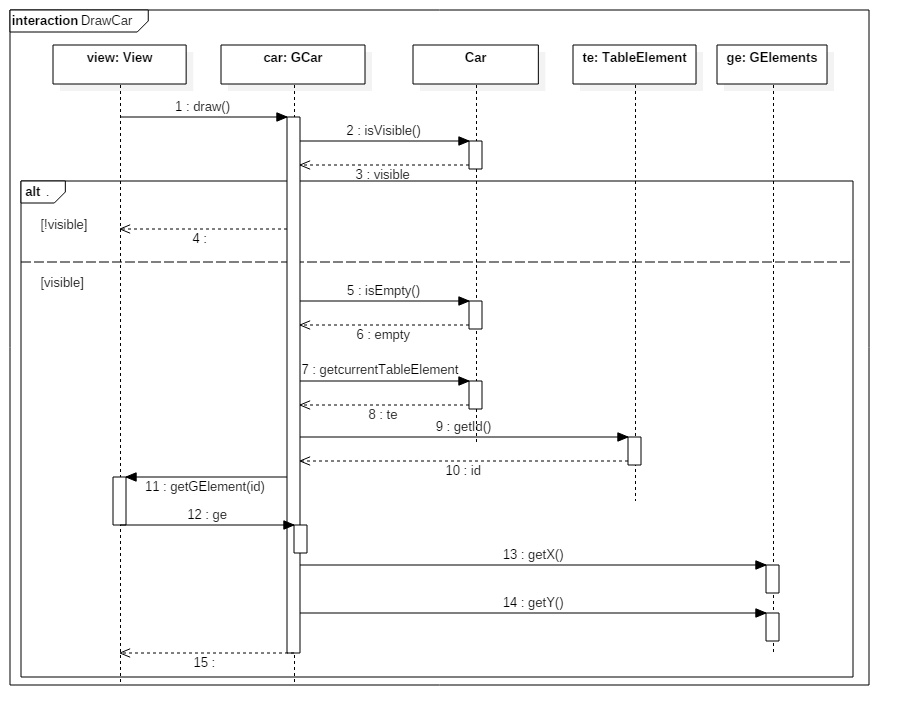 interaction DrawCar
view: View
car: GCar
Car
te: TableElement
ge: GElements
1 : draw()
2 : isVisible()
3 : visible
alt .
[!visible]
4 :
[visible]
5 : isEmpty()
6 : empty
7 : getcurrentTableElement
8 : te
9 : getId()
10 : id
11 : getGElement(id)
12 : ge
13 : getX()
14 : getY()
15 :